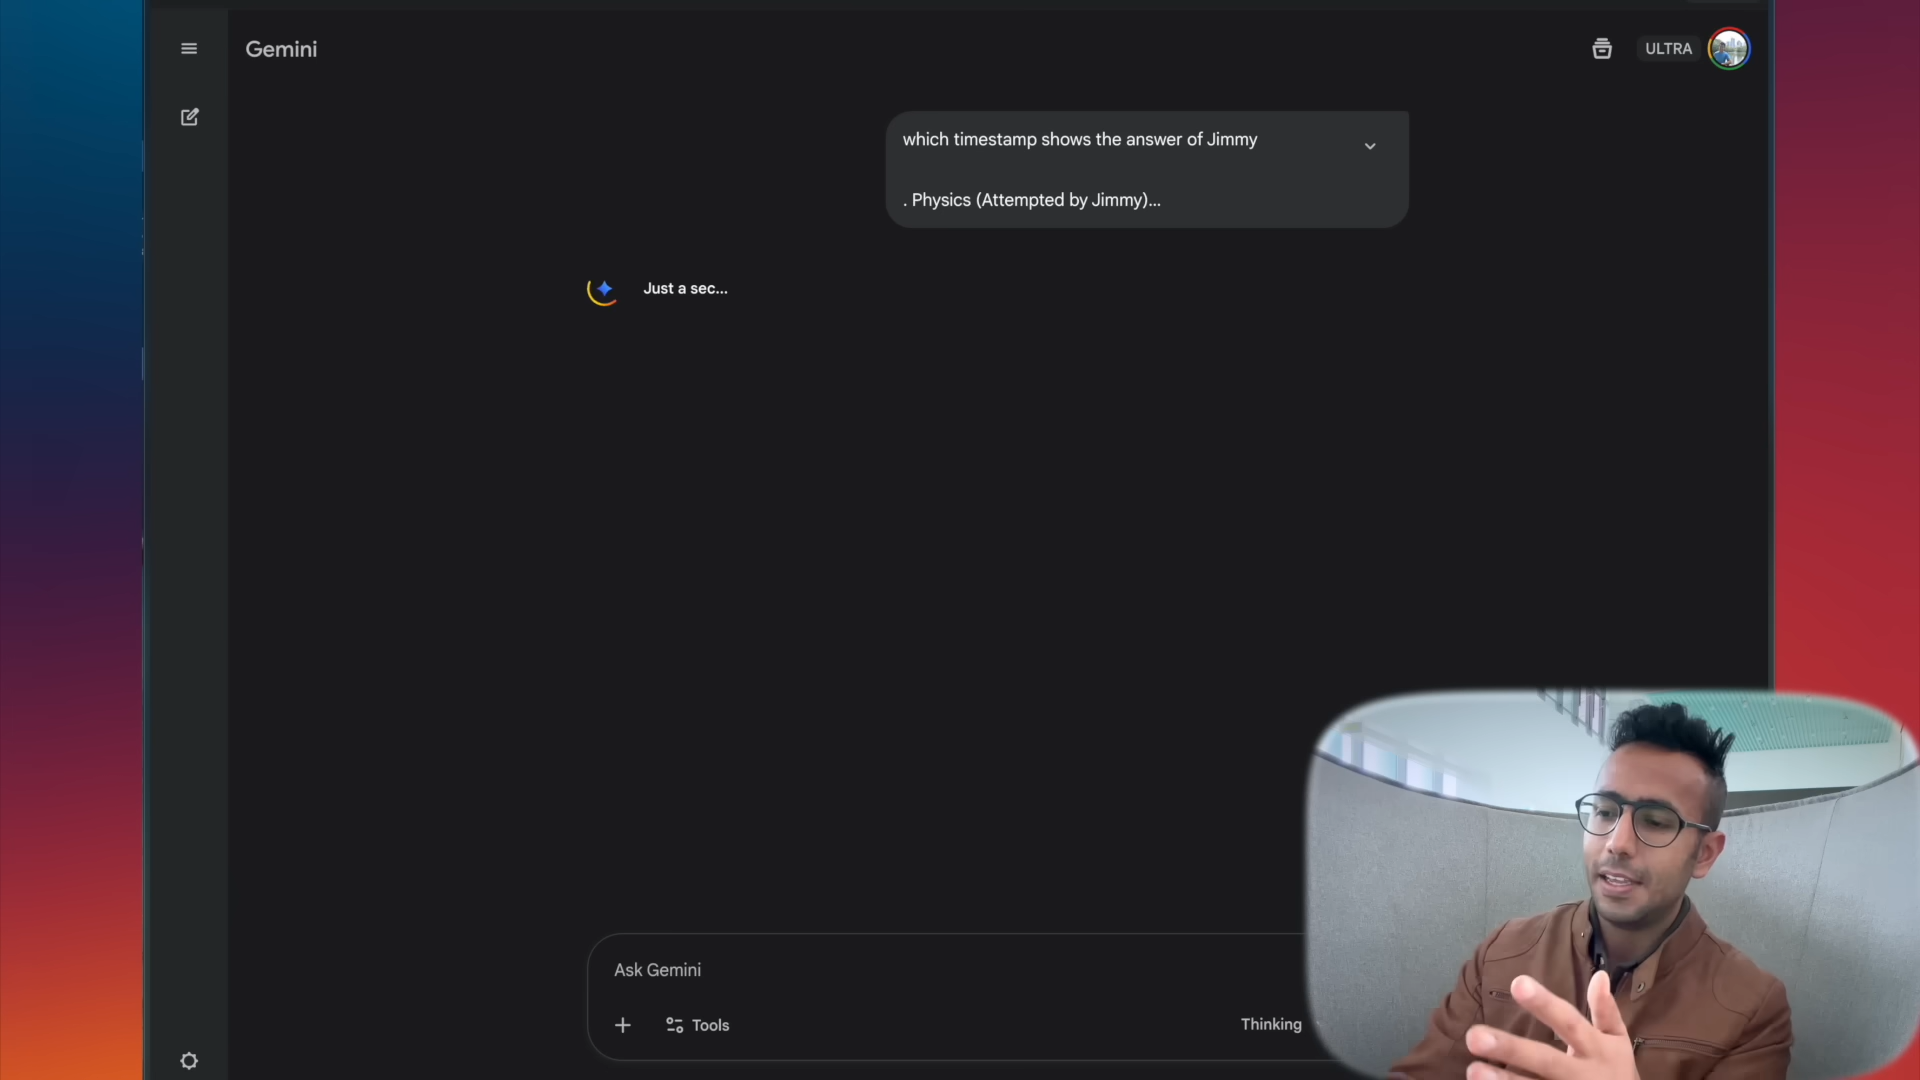 Gemini
ULTRA
which timestamp shows the answer of Jimmy
. Physics (Attempted by Jimmy)...
Just a sec...
Ask Gemini
Tools
Thinking